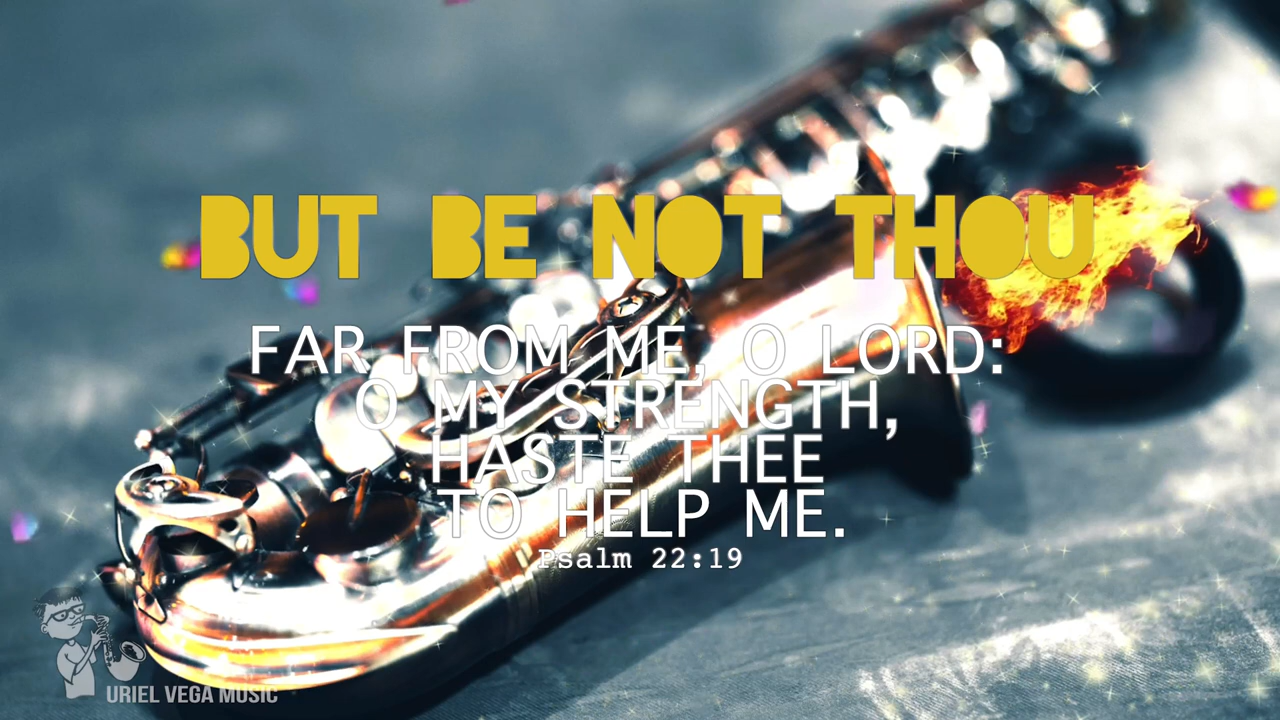 BUT BE NOT THOU
FAR FROM ME, O LORD:
O MY STRENGTH,
HASTE THEE
TO HELP ME.
Psalm 22:19
URIEL VEGA MUSIC